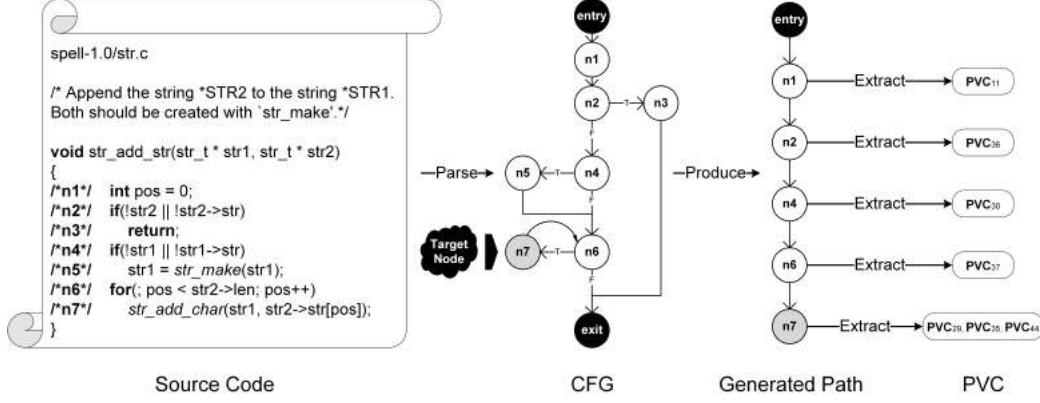 spell-1.0/str.c
/* Append the string *STR2 to the string *STR1.
Both should be created with `str_make'.*/
void str_add_str(str_t * str1, str_t * str2)
{
/*n1*/ int pos = 0;
/*n2*/ if(!str2 || !str2->str)
/*n3*/ return;
/*n4*/ if(!str1 || !str1->str)
/*n5*/ str1 = str_make(str1);
/*n6*/ for(; pos < str2->len; pos++)
/*n7*/ str_add_char(str1, str2->str[pos]);
}
Source Code
Parse
entry
n1
n2
T
n3
F
n5
T
n4
F
Target
Node
n7
T
n6
F
exit
CFG
Produce
entry
n1
Extract
PVC11
n2
Extract
PVC36
n4
Extract
PVC30
n6
Extract
PVC37
n7
Extract
PVC29, PVC35, PVC44
Generated Path
PVC